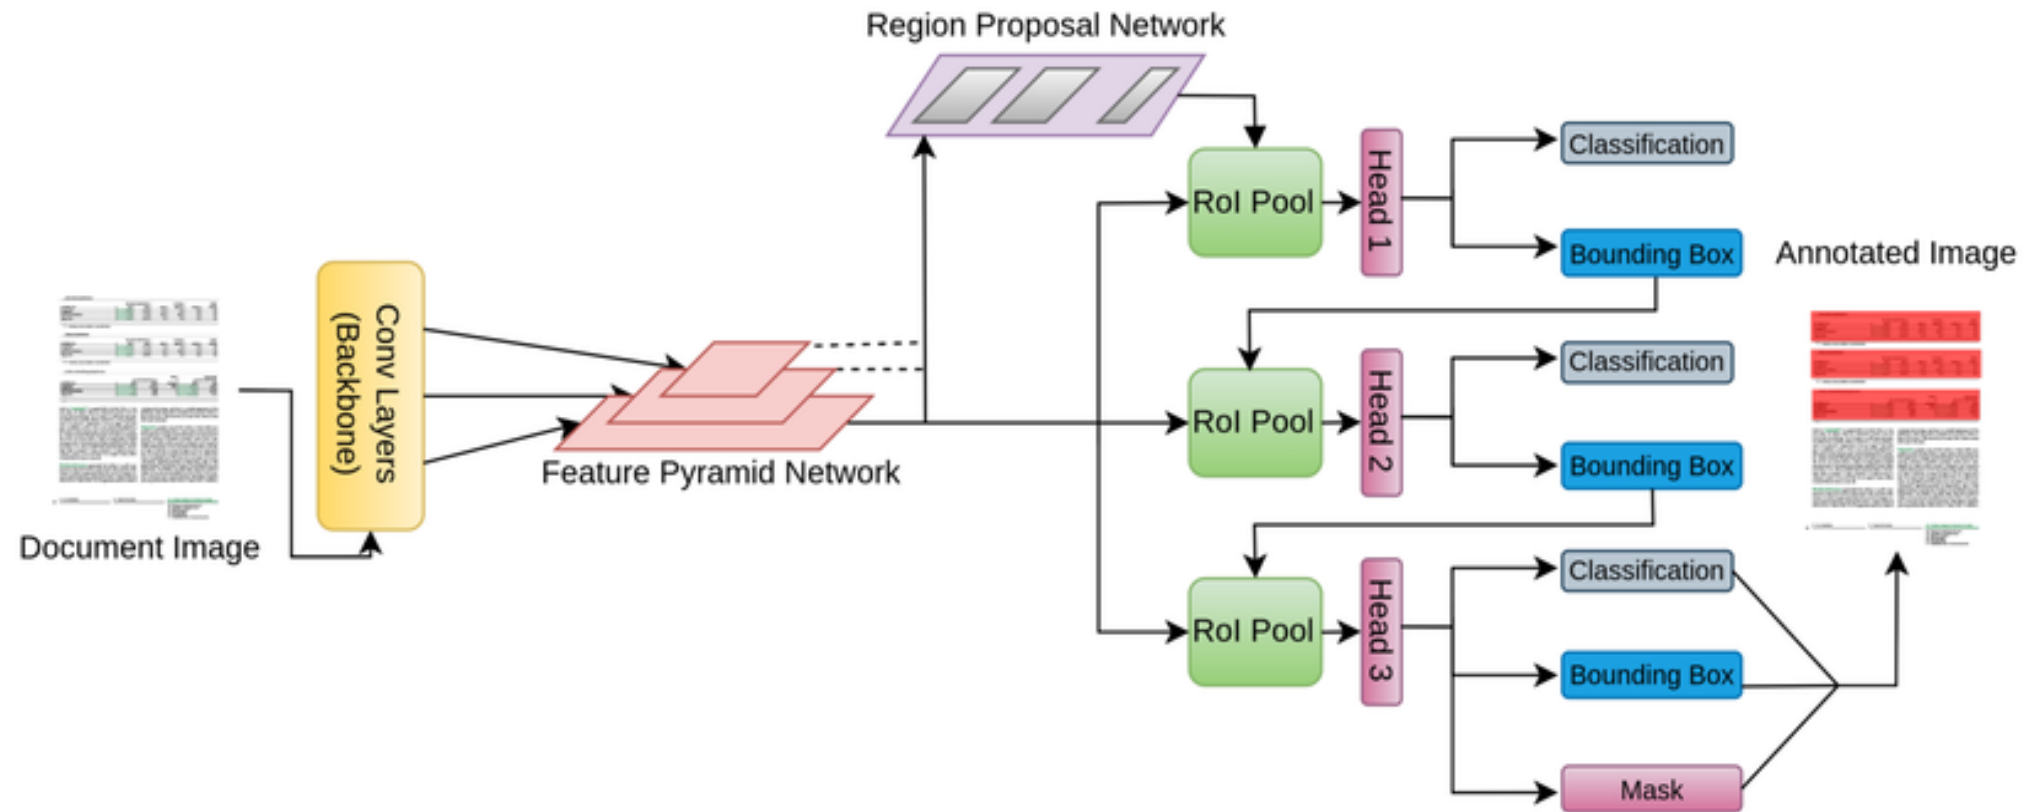 Region Proposal Network
Classification
RoI Pool
Head 1
Bounding Box
Annotated Image
Conv Layers
(Backbone)
Classification
RoI Pool
Head 2
Feature Pyramid Network
Bounding Box
Document Image
Classification
RoI Pool
Head 3
Bounding Box
Mask